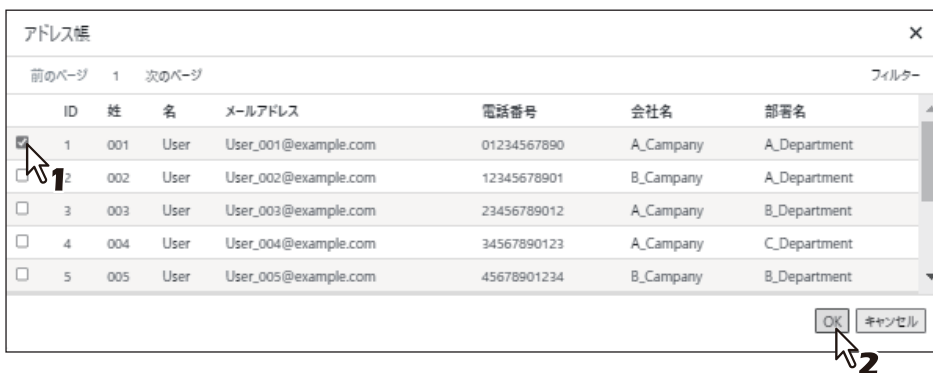 アドレス帳 ×
前のページ 1 次のページ フィルター
ID 姓 名 メールアドレス 電話番号 会社名 部署名
1 001 User User_001@example.com 01234567890 A_Campany A_Department
2 002 User User_002@example.com 12345678901 B_Campany A_Department
3 003 User User_003@example.com 23456789012 A_Campany B_Department
4 004 User User_004@example.com 34567890123 A_Campany C_Department
5 005 User User_005@example.com 45678901234 B_Campany B_Department
1
OK キャンセル
2